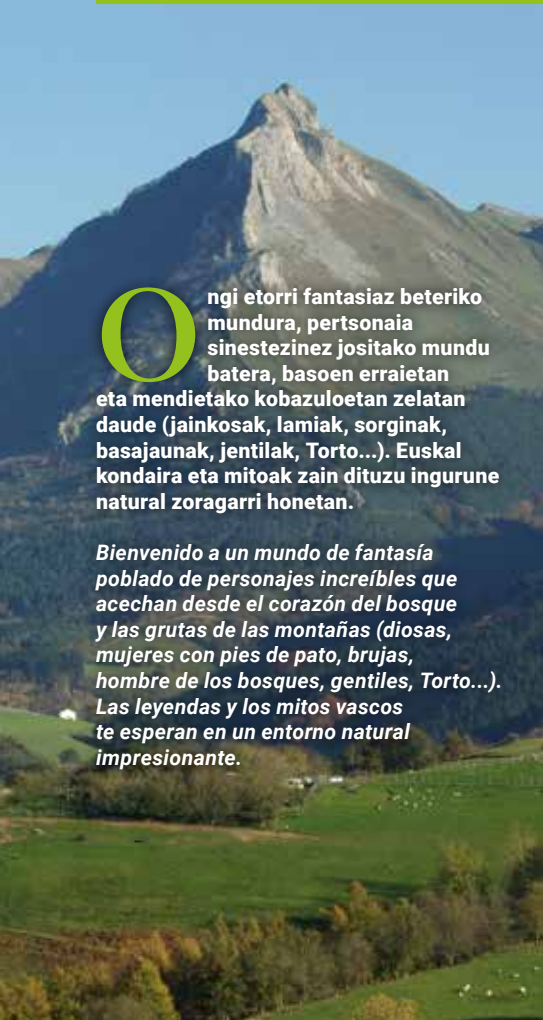 Ongi etorri fantasiaz beteriko
mundura, pertsonaia
sinestezinez jositako mundu
batera, basoen erraietan
eta mendietako kobazuloetan zelatan
daude (jainkosak, lamiak, sorginak,
basajaunak, jentilak, Torto...). Euskal
kondaira eta mitoak zain dituzu ingurune
natural zoragarri honetan.
Bienvenido a un mundo de fantasía
poblado de personajes increíbles que
acechan desde el corazón del bosque
y las grutas de las montañas (diosas,
mujeres con pies de pato, brujas,
hombre de los bosques, gentiles, Torto...).
Las leyendas y los mitos vascos
te esperan en un entorno natural
impresionante.